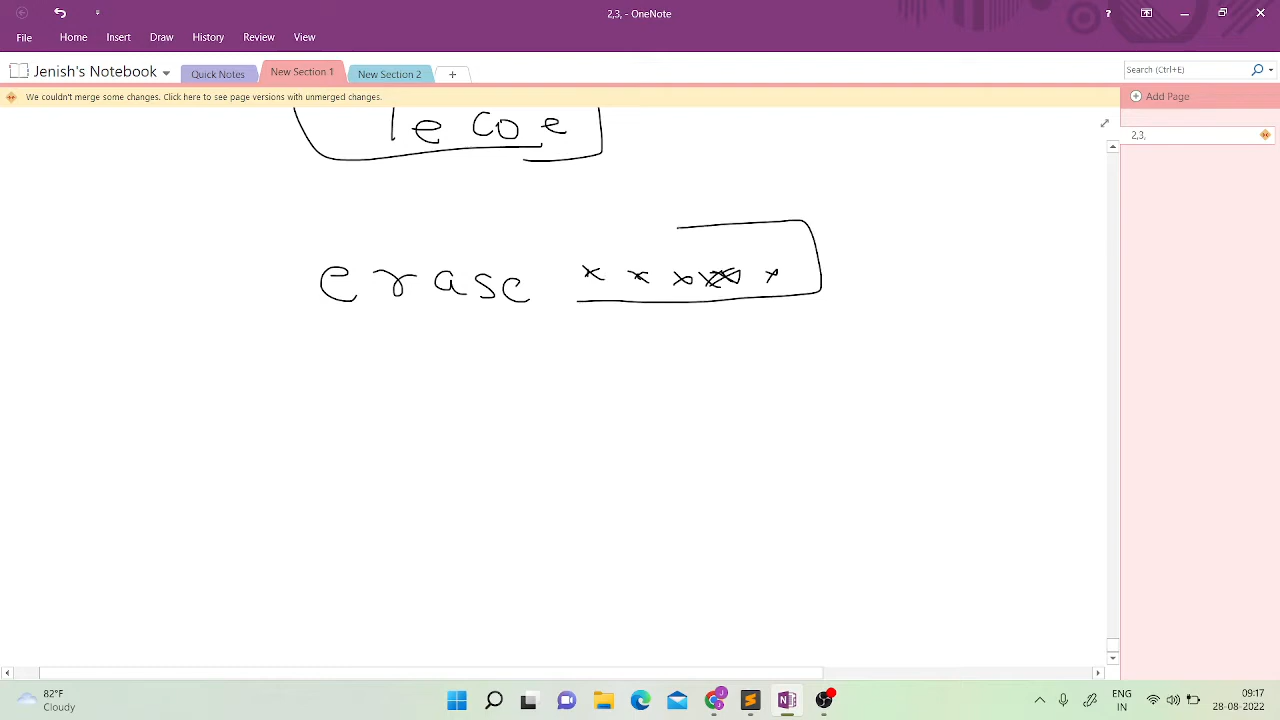 2,3, - OneNote
?
File Home Insert Draw History Review View
Jenish's Notebook Quick Notes New Section 1 New Section 2 + Search (Ctrl+E)
We couldn't merge some changes. Click here to see page versions with unmerged changes. Add Page
2,3,
lecoe
erase *****
82°F
Cloudy
ENG
IN
09:17
28-08-2022